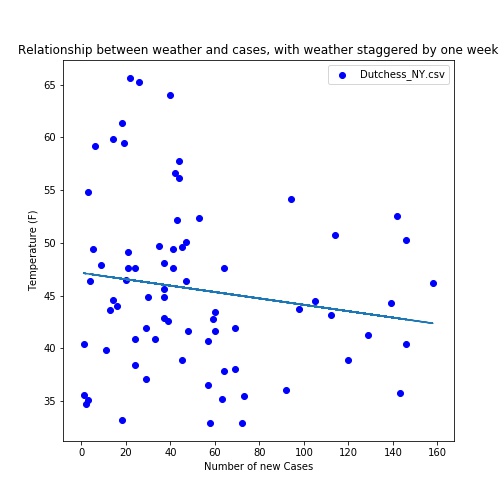 Relationship between weather and cases, with weather staggered by one week
Dutchess_NY.csv
Temperature (F)
65
60
55
50
45
40
35
0 20 40 60 80 100 120 140 160
Number of new Cases